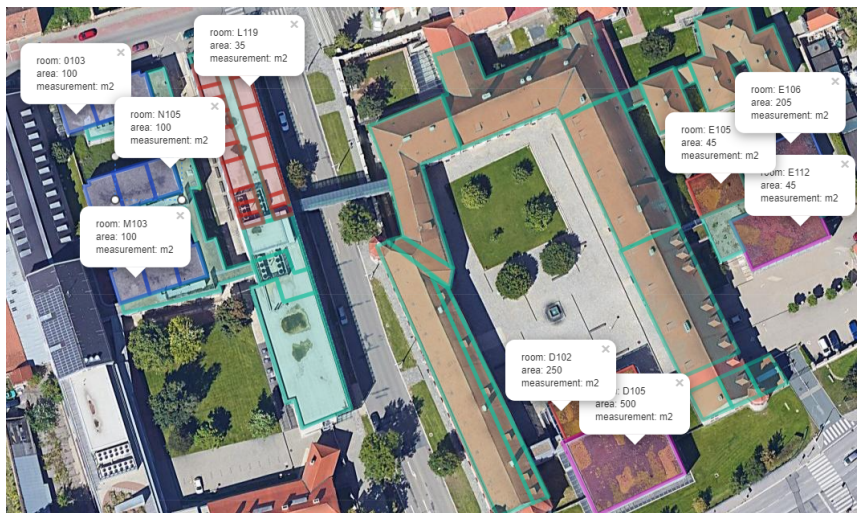 room: L119
area: 35
measurement: m2
room: 0103
area: 100
measurement: m2
room: N105
area: 100
measurement: m2
room: E106
area: 205
measurement: m2
room: E105
area: 45
measurement: m2
room: E112
area: 45
measurement: m2
room: M103
area: 100
measurement: m2
room: D102
area: 250
measurement: m2
room: D105
area: 500
measurement: m2